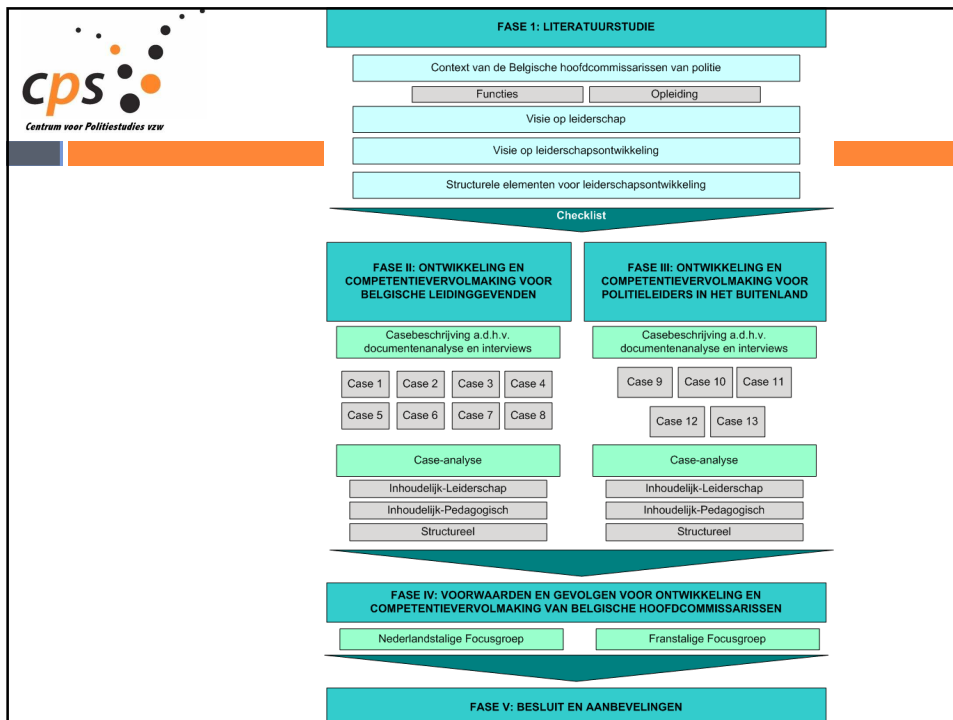 cps
Centrum voor Politiestudies vzw
FASE 1: LITERATUURSTUDIE
Context van de Belgische hoofdcommissarissen van politie
Functies
Opleiding
Visie op leiderschap
Visie op leiderschapsontwikkeling
Structurele elementen voor leiderschapsontwikkeling
Checklist
FASE II: ONTWIKKELING EN
COMPETENTIEVERVOLMAKING VOOR
BELGISCHE LEIDINGGEVENDEN
Casebeschrijving a.d.h.v.
documentenanalyse en interviews
Case 1
Case 2
Case 3
Case 4
Case 5
Case 6
Case 7
Case 8
Case-analyse
Inhoudelijk-Leiderschap
Inhoudelijk-Pedagogisch
Structureel
FASE III: ONTWIKKELING EN
COMPETENTIEVERVOLMAKING VOOR
POLITIELEIDERS IN HET BUITENLAND
Casebeschrijving a.d.h.v.
documentenanalyse en interviews
Case 9
Case 10
Case 11
Case 12
Case 13
Case-analyse
Inhoudelijk-Leiderschap
Inhoudelijk-Pedagogisch
Structureel
FASE IV: VOORWAARDEN EN GEVOLGEN VOOR ONTWIKKELING EN
COMPETENTIEVERVOLMAKING VAN BELGISCHE HOOFDCOMMISSARISSEN
Nederlandstalige Focusgroep
Franstalige Focusgroep
FASE V: BESLUIT EN AANBEVELINGEN